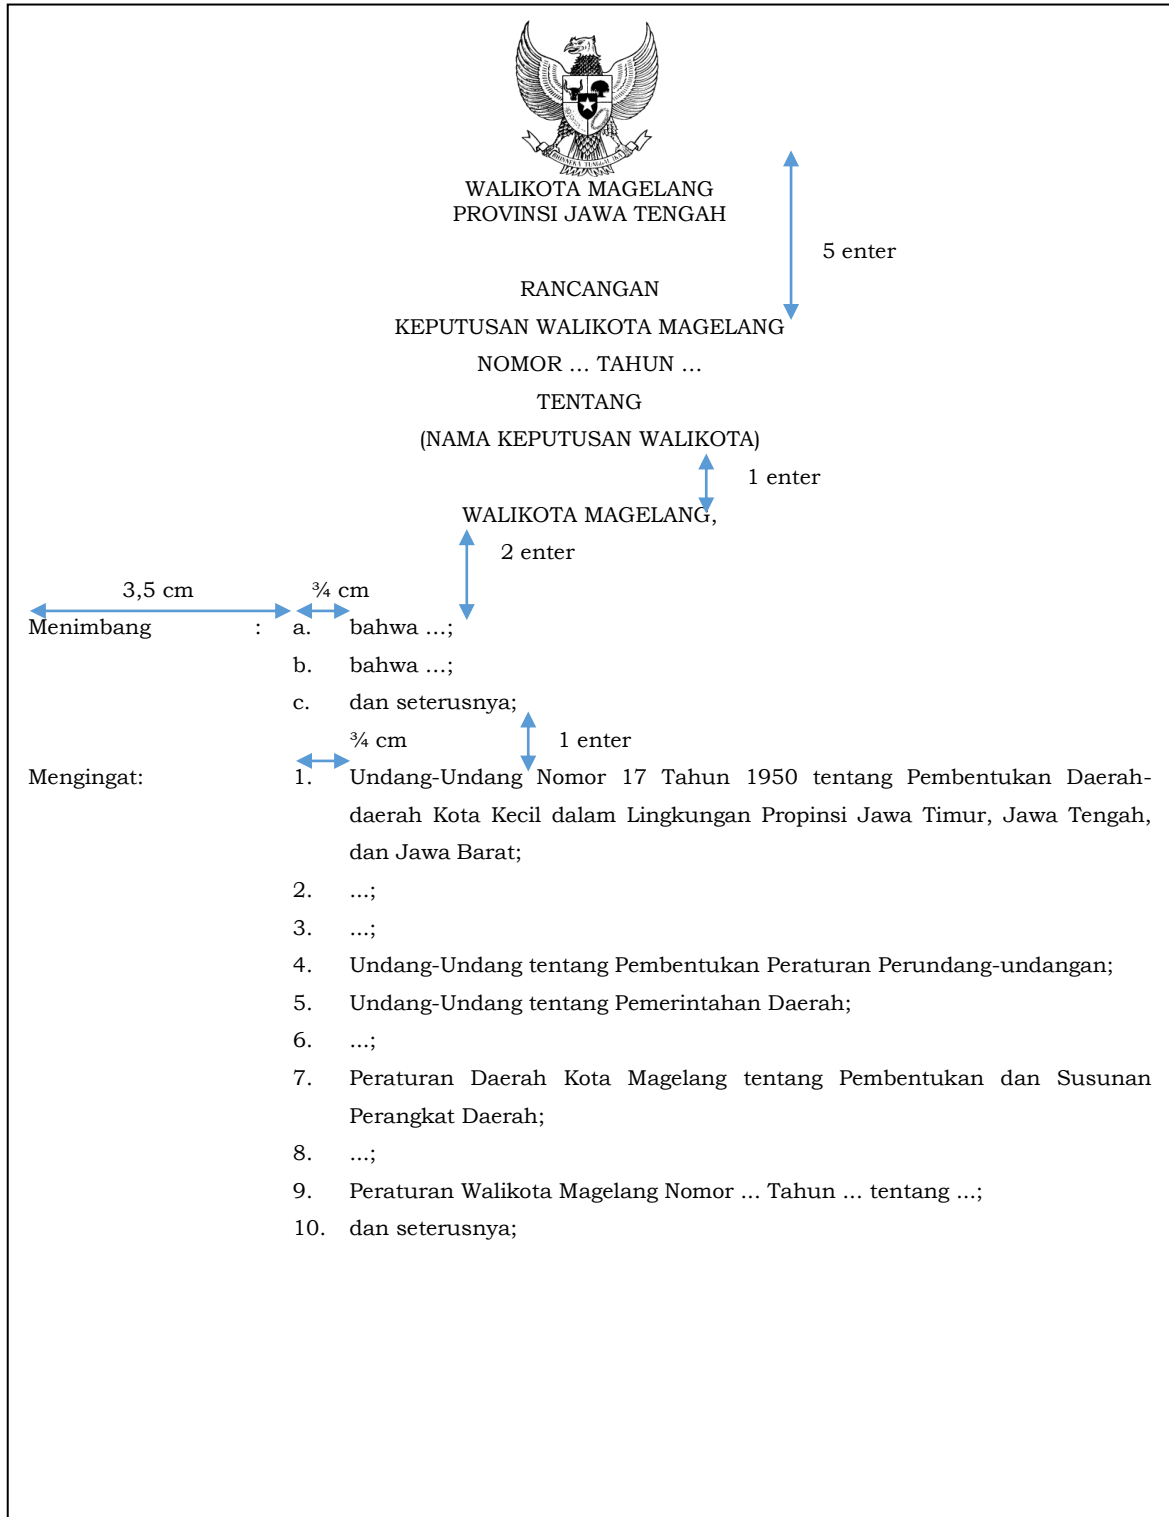 BHINNEKA TUNGGAL IKA
WALIKOTA MAGELANG
PROVINSI JAWA TENGAH
5 enter
RANCANGAN
KEPUTUSAN WALIKOTA MAGELANG
NOMOR ... TAHUN ...
TENTANG
(NAMA KEPUTUSAN WALIKOTA)
1 enter
WALIKOTA MAGELANG,
2 enter
3,5 cm ¾ cm
Menimbang : a. bahwa ...;
b. bahwa ...;
c. dan seterusnya;
¾ cm 1 enter
Mengingat: 1. Undang-Undang Nomor 17 Tahun 1950 tentang Pembentukan Daerah-
daerah Kota Kecil dalam Lingkungan Propinsi Jawa Timur, Jawa Tengah,
dan Jawa Barat;
2. ...;
3. ...;
4. Undang-Undang tentang Pembentukan Peraturan Perundang-undangan;
5. Undang-Undang tentang Pemerintahan Daerah;
6. ...;
7. Peraturan Daerah Kota Magelang tentang Pembentukan dan Susunan
Perangkat Daerah;
8. ...;
9. Peraturan Walikota Magelang Nomor ... Tahun ... tentang ...;
10. dan seterusnya;